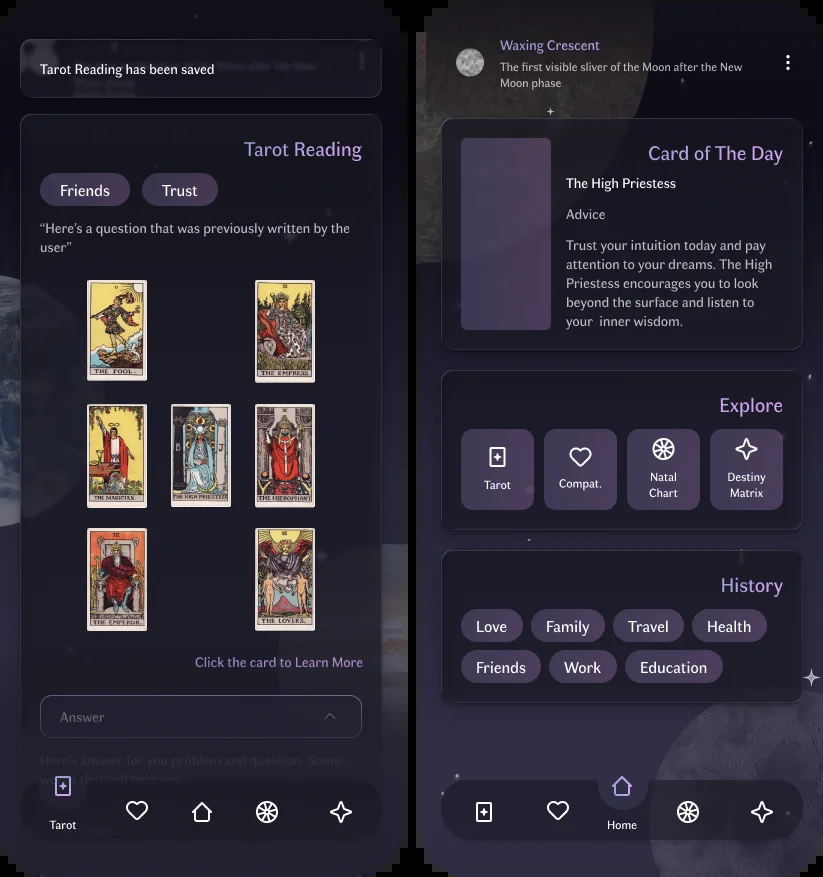 Tarot Reading has been saved
Tarot Reading
Friends
Trust
“Here’s a question that was previously written by the
user”
THE FOOL.
THE EMPRESS.
THE MAGICIAN.
B
J
THE HIGH PRIESTESS
THE HIEROPHANT
THE EMPEROR.
THE LOVERS.
Click the card to Learn More
Answer
Here’s answer for you problem and question. Some
words that will help you
Tarot
Waxing Crescent
The first visible sliver of the Moon after the New
Moon phase
Card of The Day
The High Priestess
Advice
Trust your intuition today and pay
attention to your dreams. The High
Priestess encourages you to look
beyond the surface and listen to
your inner wisdom.
Explore
Tarot
Compat.
Natal
Chart
Destiny
Matrix
History
Love
Family
Travel
Health
Friends
Work
Education
Home